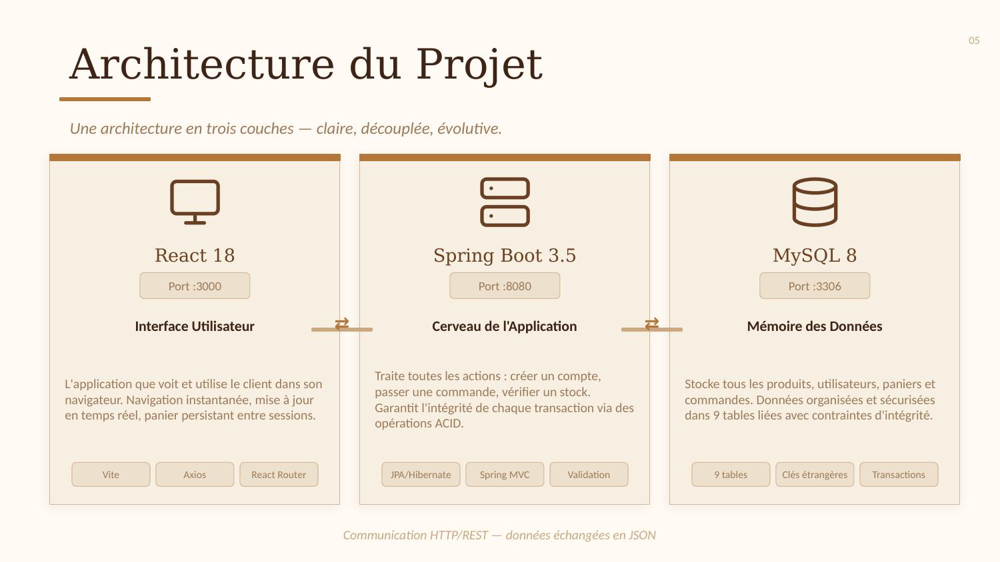 05
Architecture du Projet
Une architecture en trois couches — claire, découplée, évolutive.
React 18
Port :3000
Interface Utilisateur
L'application que voit et utilise le client dans son
navigateur. Navigation instantanée, mise à jour
en temps réel, panier persistant entre sessions.
Vite
Axios
React Router
⇄
Spring Boot 3.5
Port :8080
Cerveau de l'Application
Traite toutes les actions : créer un compte,
passer une commande, vérifier un stock.
Garantit l'intégrité de chaque transaction via des
opérations ACID.
JPA/Hibernate
Spring MVC
Validation
⇄
MySQL 8
Port :3306
Mémoire des Données
Stocke tous les produits, utilisateurs, paniers et
commandes. Données organisées et sécurisées
dans 9 tables liées avec contraintes d'intégrité.
9 tables
Clés étrangères
Transactions
Communication HTTP/REST — données échangées en JSON